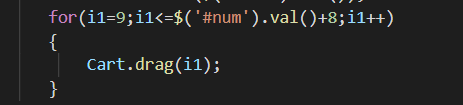 for(i1=9;i1<=$('#num').val()+8;i1++)
{
    Cart.drag(i1);
}